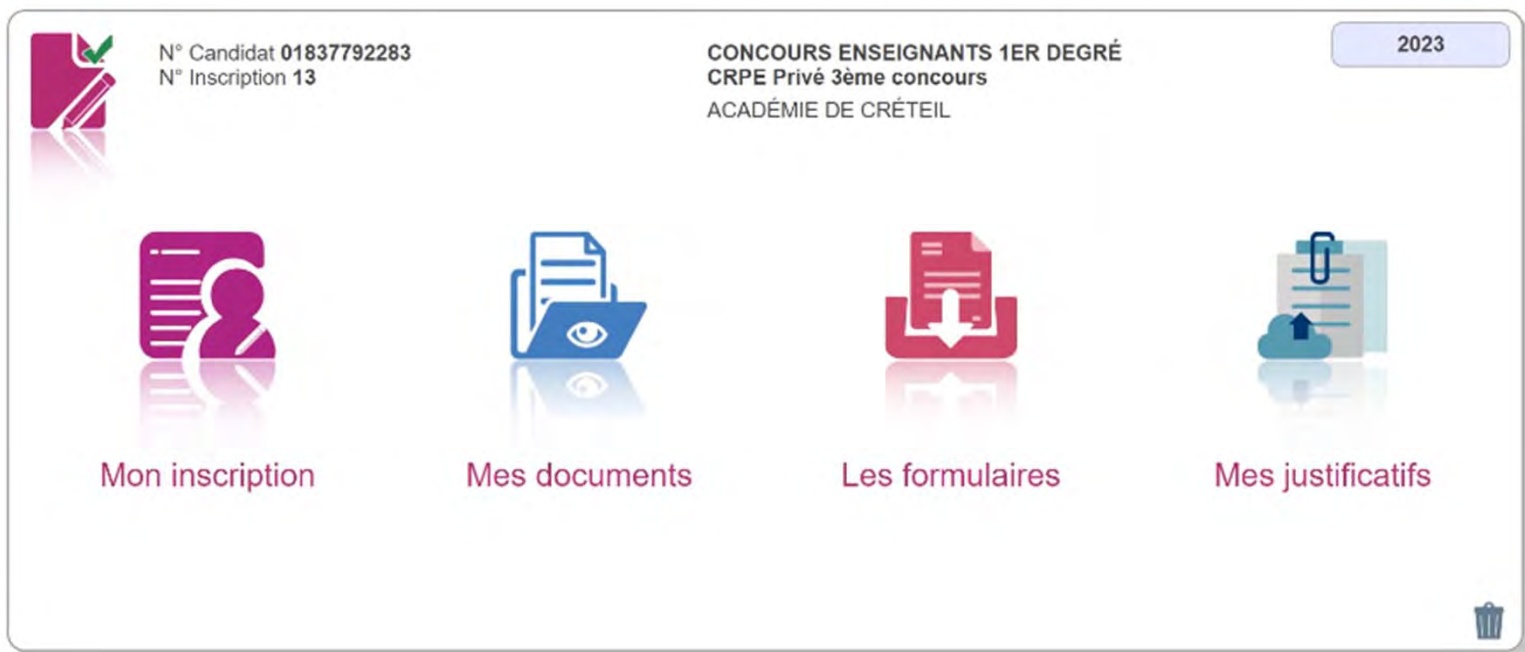 N° Candidat 01837792283
N° Inscription 13
CONCOURS ENSEIGNANTS 1ER DEGRÉ
CRPE Privé 3ème concours
ACADÉMIE DE CRÉTEIL
2023
Mon inscription
Mes documents
Les formulaires
Mes justificatifs